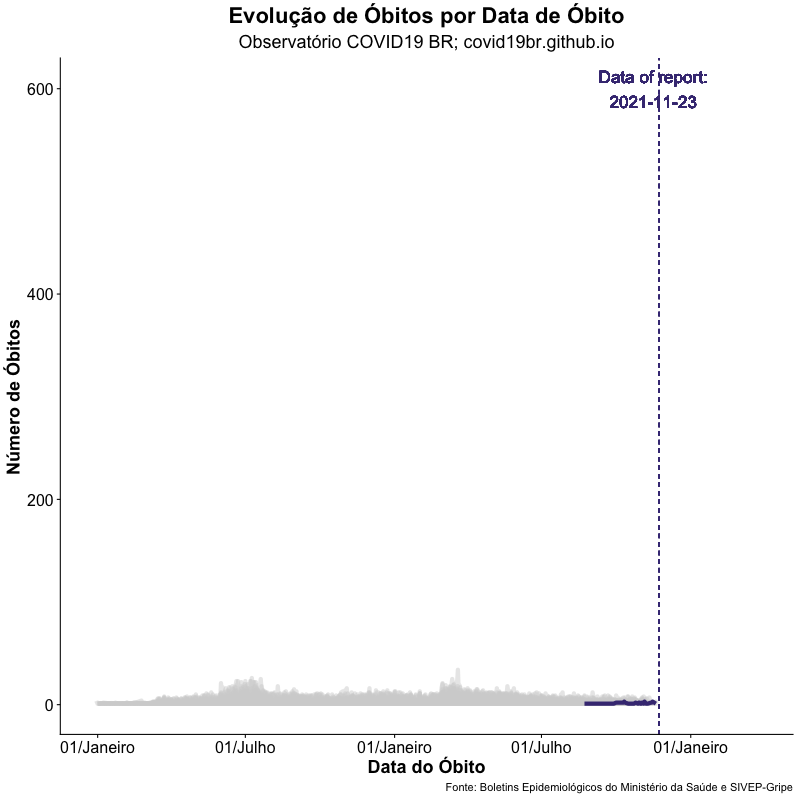 Evolução de Óbitos por Data de Óbito
Observatório COVID19 BR; covid19br.github.io
Data of report:
2021-11-23
600
400
200
0
Número de Óbitos
01/Janeiro
01/Julho
01/Janeiro
01/Julho
01/Janeiro
Data do Óbito
Fonte: Boletins Epidemiológicos do Ministério da Saúde e SIVEP-Gripe